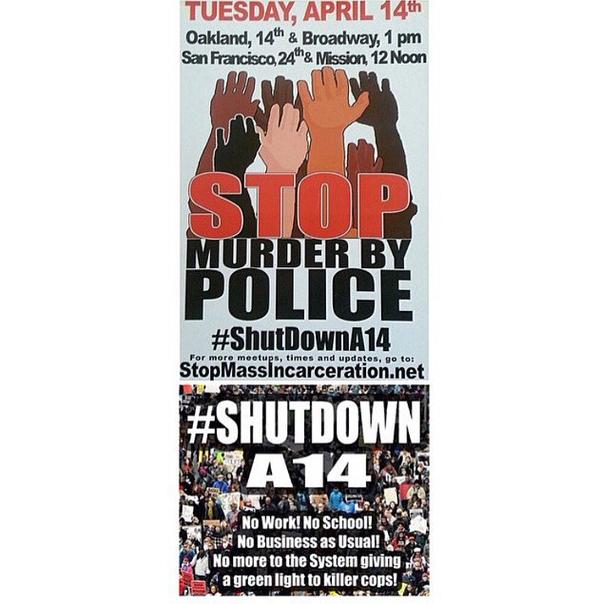 TUESDAY, APRIL 14th
Oakland, 14th & Broadway, 1 pm
San Francisco, 24th & Mission, 12 Noon
STOP
MURDER BY
POLICE
#ShutDownA14
For more meetups, times and updates, go to:
StopMassIncarceration.net
#SHUTDOWN
A14
No Work! No School!
No Business as Usual!
No more to the System giving
a green light to killer cops!